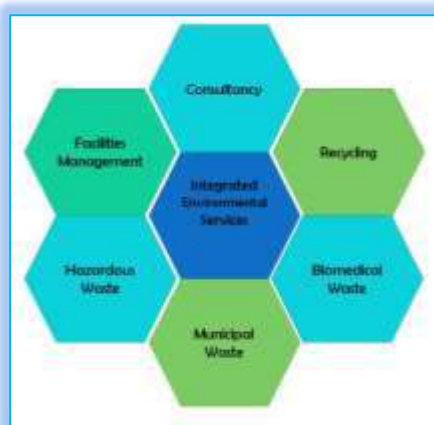 Consultancy
Facilities
Management
Recycling
Integrated
Environmental
Services
Hazardous
Waste
Biomedical
Waste
Municipal
Waste